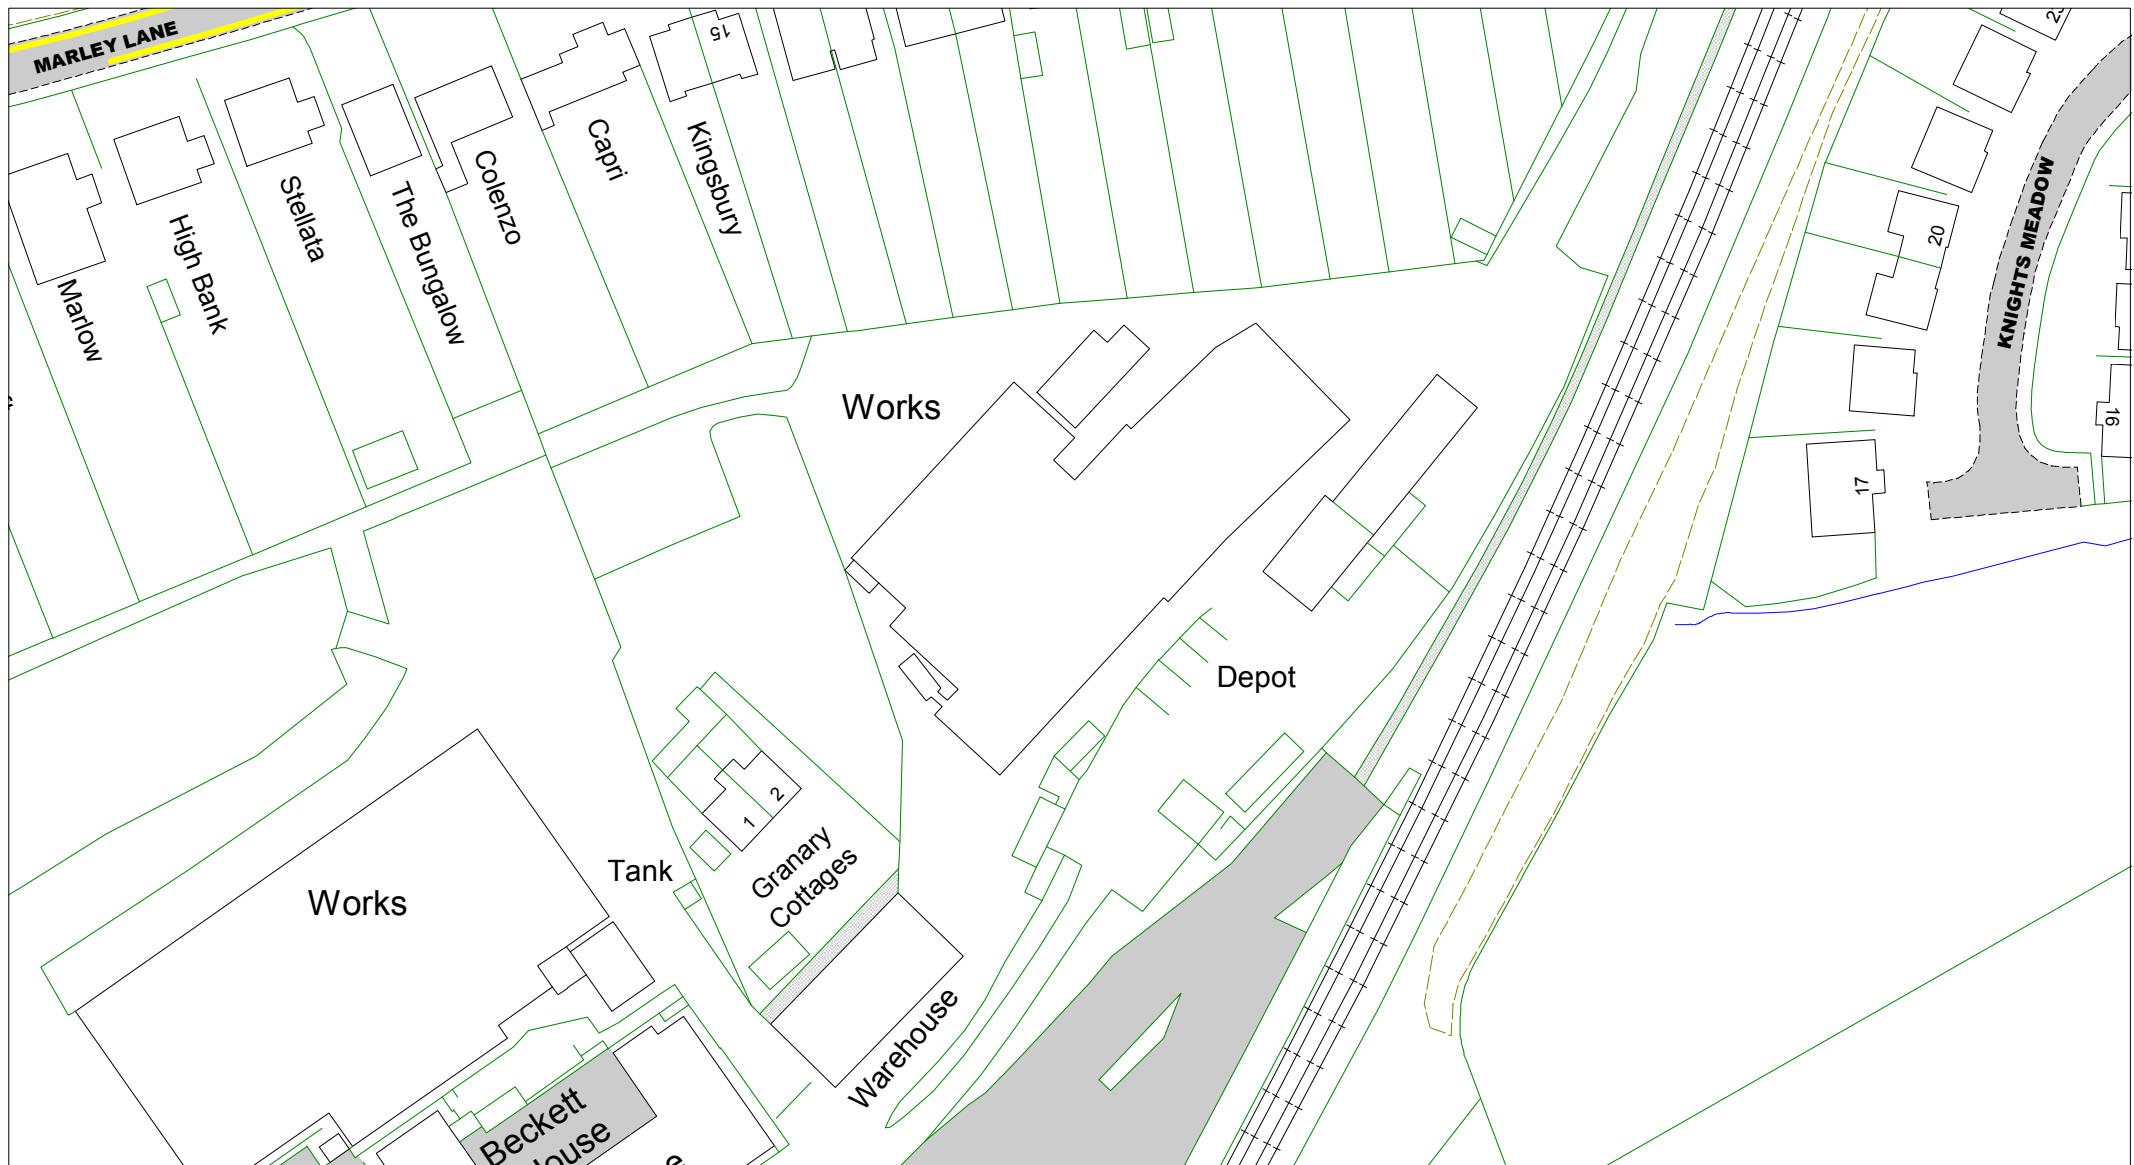 MARLEY LANE
15
Marlow
High Bank
Stellata
The Bungalow
Colenzo
Capri
Kingsbury
20
KNIGHTS MEADOW
16
17
Works
Depot
1
2
Tank
Granary
Cottages
Works
Warehouse
Beckett